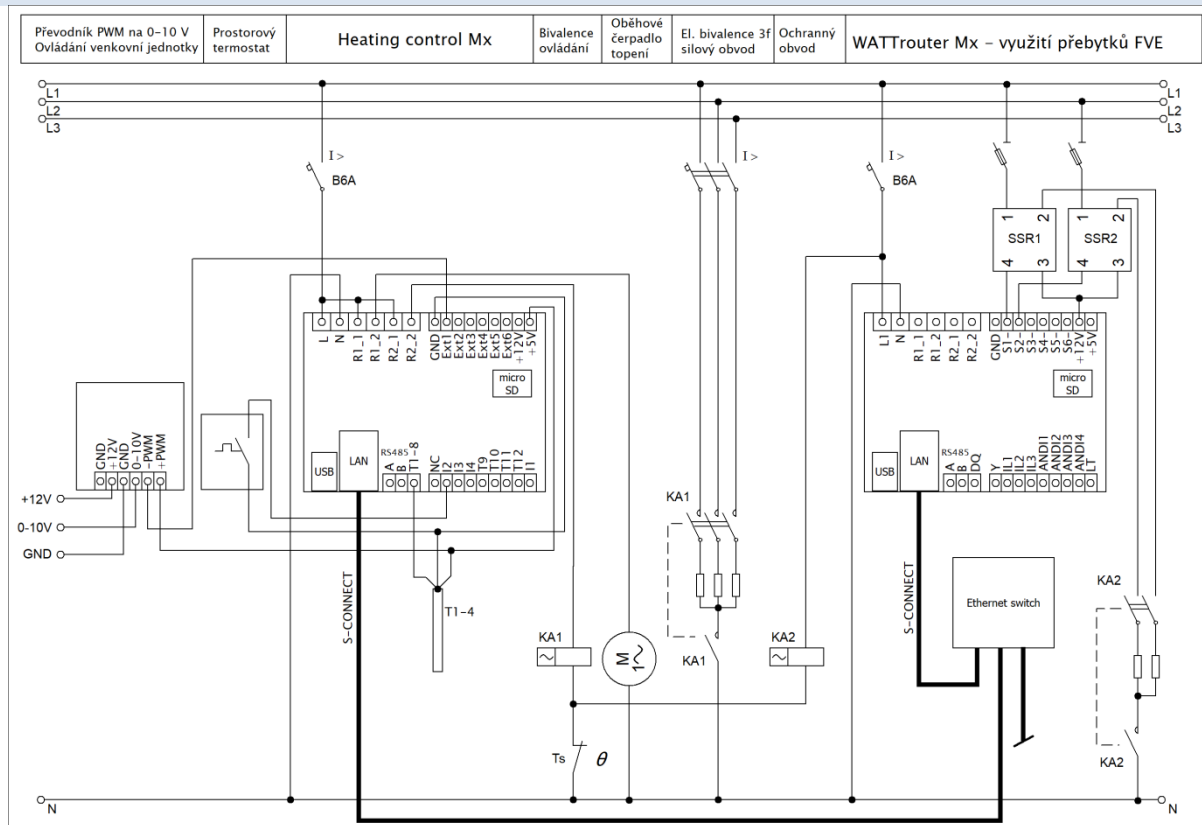 Převodník PWM na 0-10 V
Ovládání venkovní jednotky
Prostorový
termostat
Heating control Mx
Bivalence
ovládání
Oběhové
čerpadlo
topení
El. bivalence 3f
silový obvod
Ochranný
obvod
WATTrouter Mx - využití přebytků FVE
L1
L2
L3
L1
L2
L3
I >
B6A
I >
I >
B6A
1 2
SSR1
4 3
1 2
SSR2
4 3
L
N
R1_1
R1_2
R2_1
R2_2
GND
Ext1
Ext2
Ext3
Ext4
Ext5
Ext6
+12V
+5V
micro
SD
USB
LAN
RS485
A
B
T1-8
NC
I2
I3
I4
T9
T10
T11
T12
I1
L1
N
R1_1
R1_2
R2_1
R2_2
GND
S1-
S2-
S3-
S4-
S5-
S6-
+12V
+5V
micro
SD
USB
LAN
RS485
A
B
DQ
Y
IL1
IL2
IL3
ANDI1
ANDI2
ANDI3
ANDI4
LT
GND
+12V
GND
0-10V
-PWM
+PWM
+12V
0-10V
GND
S-CONNECT
T1-4
KA1
M
1~
KA1
KA1
KA2
S-CONNECT
Ethernet switch
KA2
KA2
Ts
θ
N
N